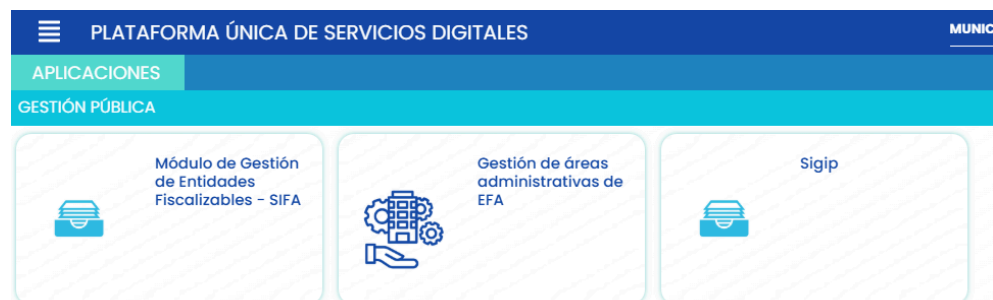 PLATAFORMA ÚNICA DE SERVICIOS DIGITALES
MUNIC
APLICACIONES
GESTIÓN PÚBLICA
Módulo de Gestión
de Entidades
Fiscalizables - SIFA
Gestión de áreas
administrativas de
EFA
Sigip